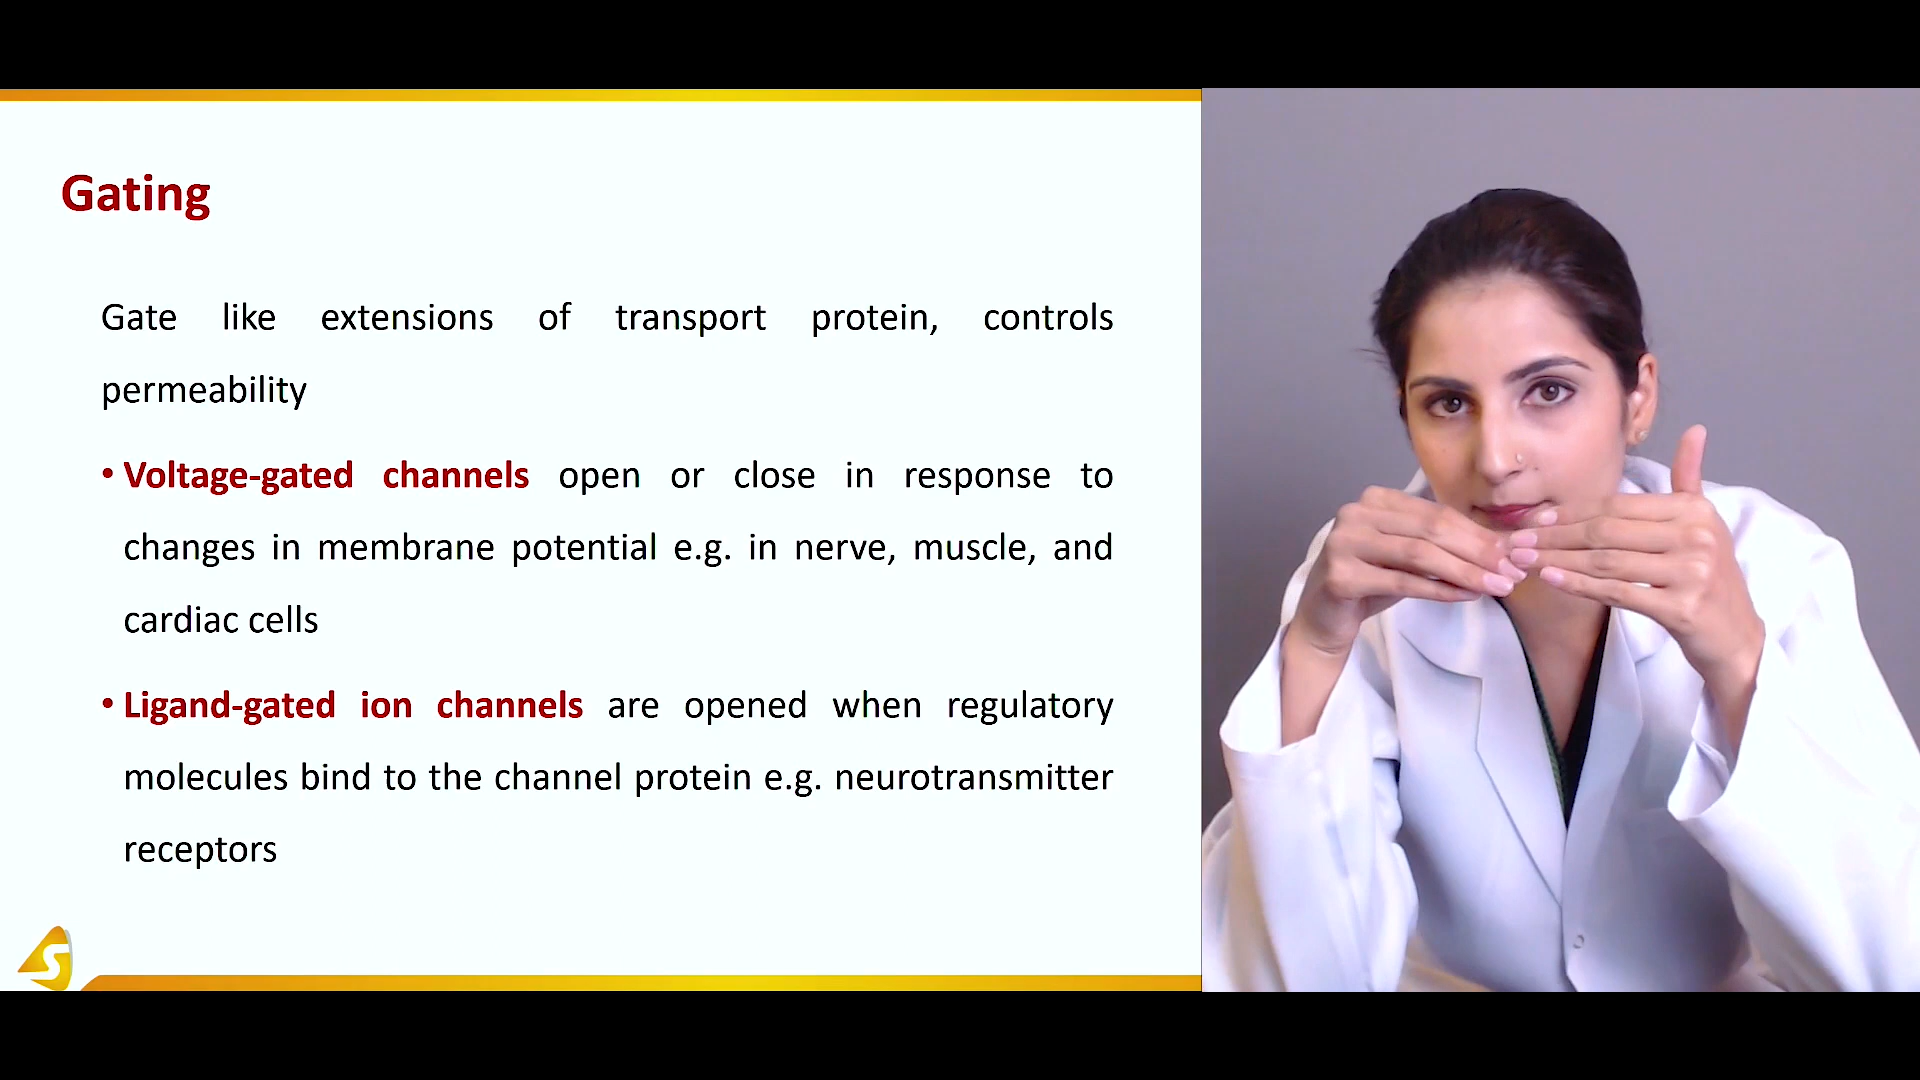 Gating
Gate like extensions of transport protein, controls
permeability
• Voltage-gated channels open or close in response to
changes in membrane potential e.g. in nerve, muscle, and
cardiac cells
• Ligand-gated ion channels are opened when regulatory
molecules bind to the channel protein e.g. neurotransmitter
receptors
S